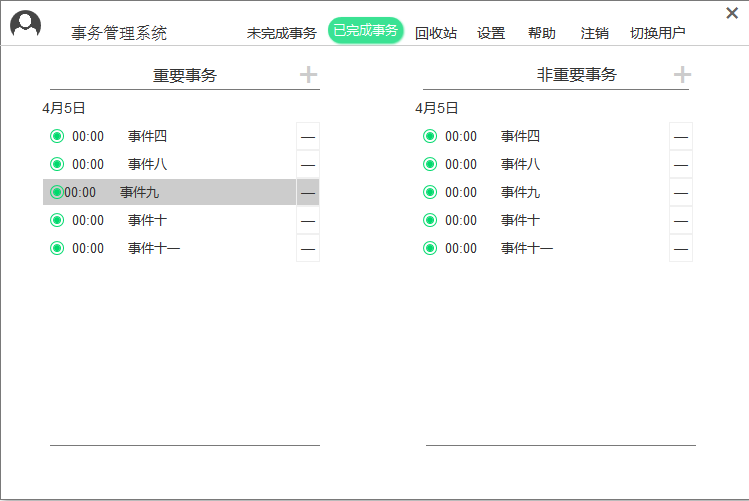 事务管理系统 未完成事务 已完成事务 回收站 设置 帮助 注销 切换用户
重要事务
4月5日
00:00 事件四
00:00 事件八
00:00 事件九
00:00 事件十
00:00 事件十一
非重要事务
4月5日
00:00 事件四
00:00 事件八
00:00 事件九
00:00 事件十
00:00 事件十一